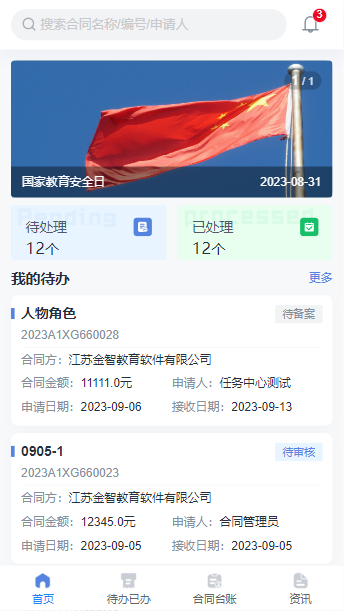 搜索合同名称/编号/申请人
3
1 / 1
国家教育安全日 2023-08-31
Pending processed
待处理 已处理
12个 12个
我的待办 更多
人物角色 待备案
2023A1XG660028
合同方：江苏金智教育软件有限公司
合同金额：11111.0元 申请人：任务中心测试
申请日期：2023-09-06 接收日期：2023-09-13
0905-1 待审核
2023A1XG660023
合同方：江苏金智教育软件有限公司
合同金额：12345.0元 申请人：合同管理员
申请日期：2023-09-05 接收日期：2023-09-05
首页 待办已办 合同台账 资讯